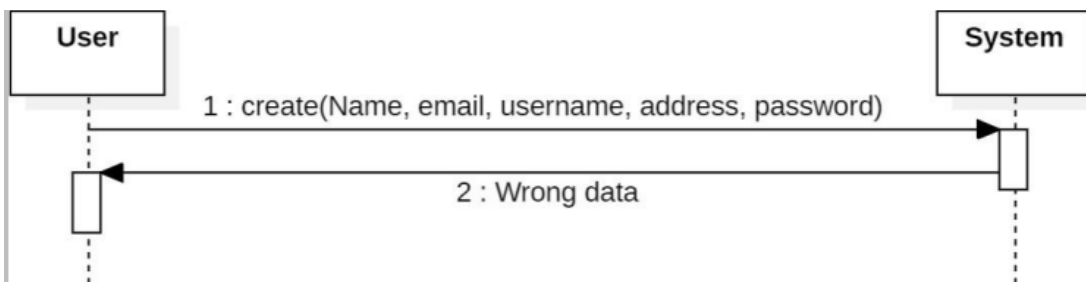 User
System
1 : create(Name, email, username, address, password)
2 : Wrong data